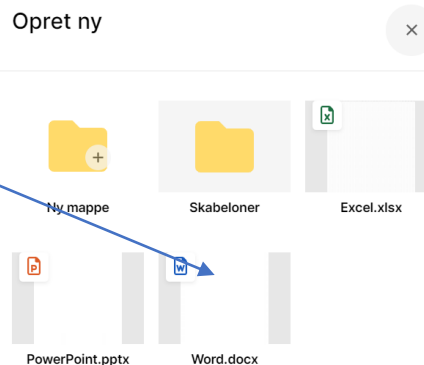 Opret ny
Ny mappe
Skabeloner
Excel.xlsx
PowerPoint.pptx
Word.docx